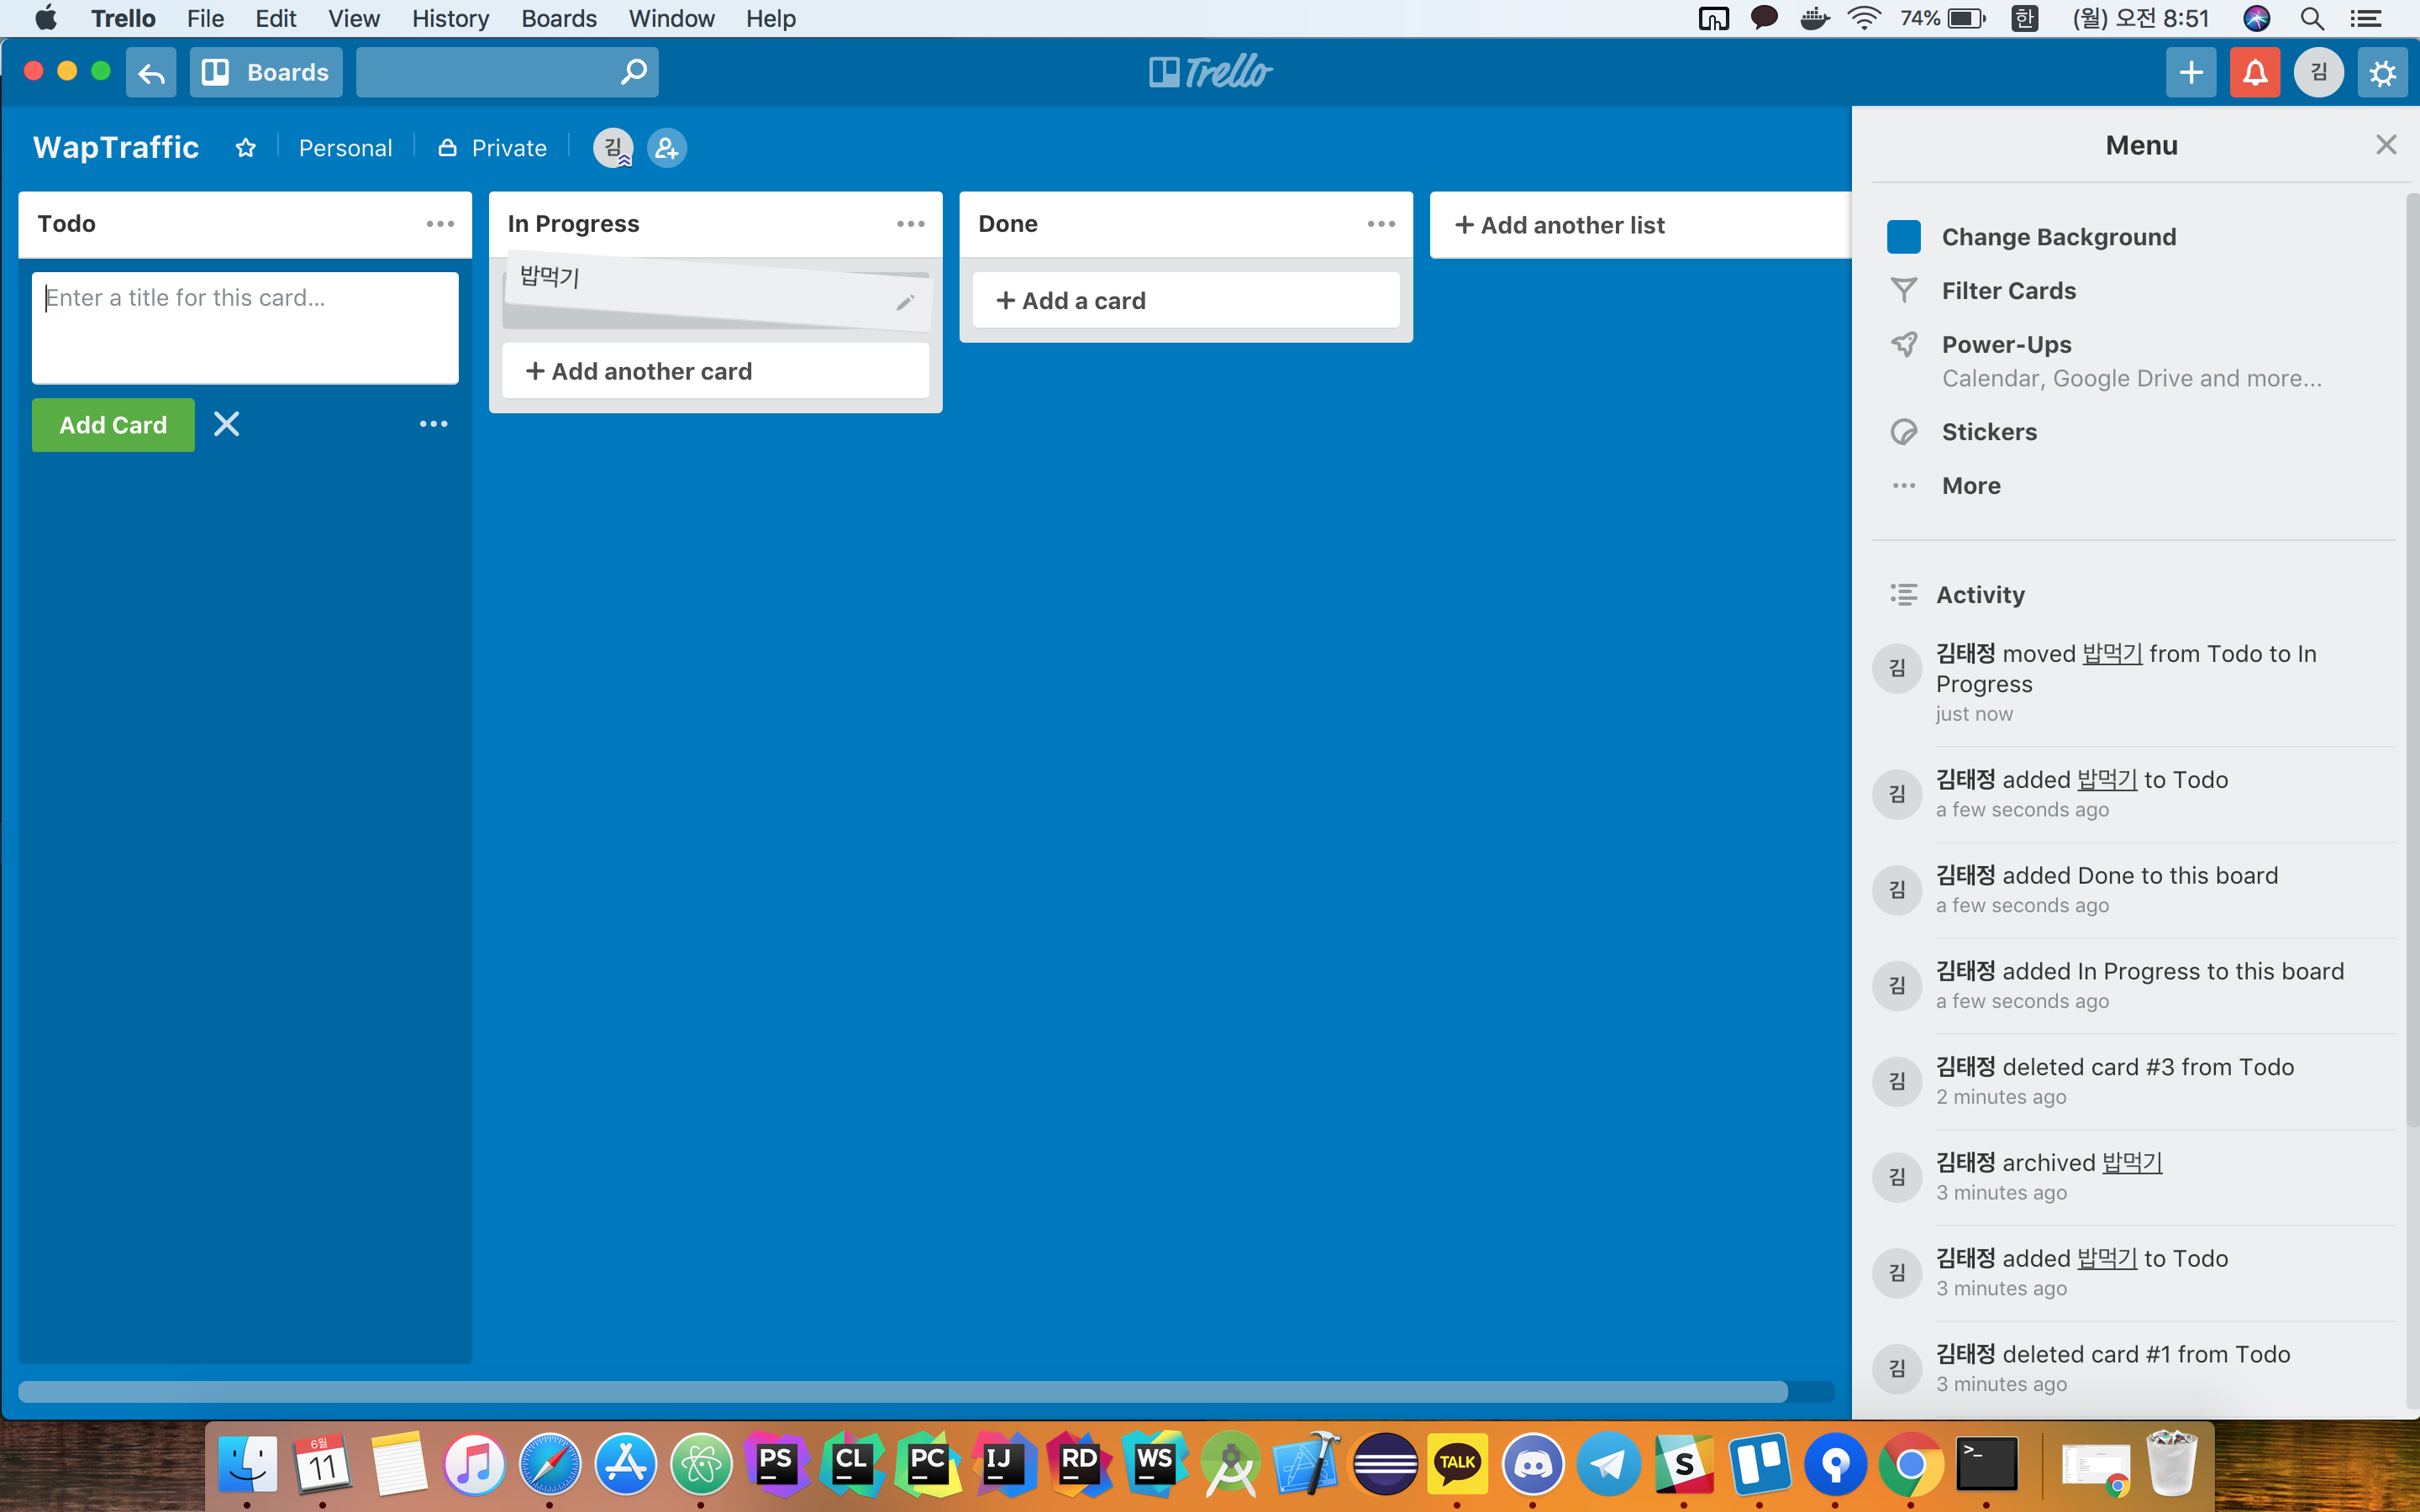 Trello File Edit View History Boards Window Help 74% 한 (월) 오전 8:51
Boards Trello 김
WapTraffic Personal Private 김
Todo
Enter a title for this card...
Add Card
In Progress
밥먹기
+ Add another card
Done
+ Add a card
+ Add another list
Menu
Change Background
Filter Cards
Power-Ups
Calendar, Google Drive and more...
Stickers
More
Activity
김 김태정 moved 밥먹기 from Todo to In
Progress
just now
김 김태정 added 밥먹기 to Todo
a few seconds ago
김 김태정 added Done to this board
a few seconds ago
김 김태정 added In Progress to this board
a few seconds ago
김 김태정 deleted card #3 from Todo
2 minutes ago
김 김태정 archived 밥먹기
3 minutes ago
김 김태정 added 밥먹기 to Todo
3 minutes ago
김 김태정 deleted card #1 from Todo
3 minutes ago
6월
11 PS CL PC IJ RD WS TALK S >_